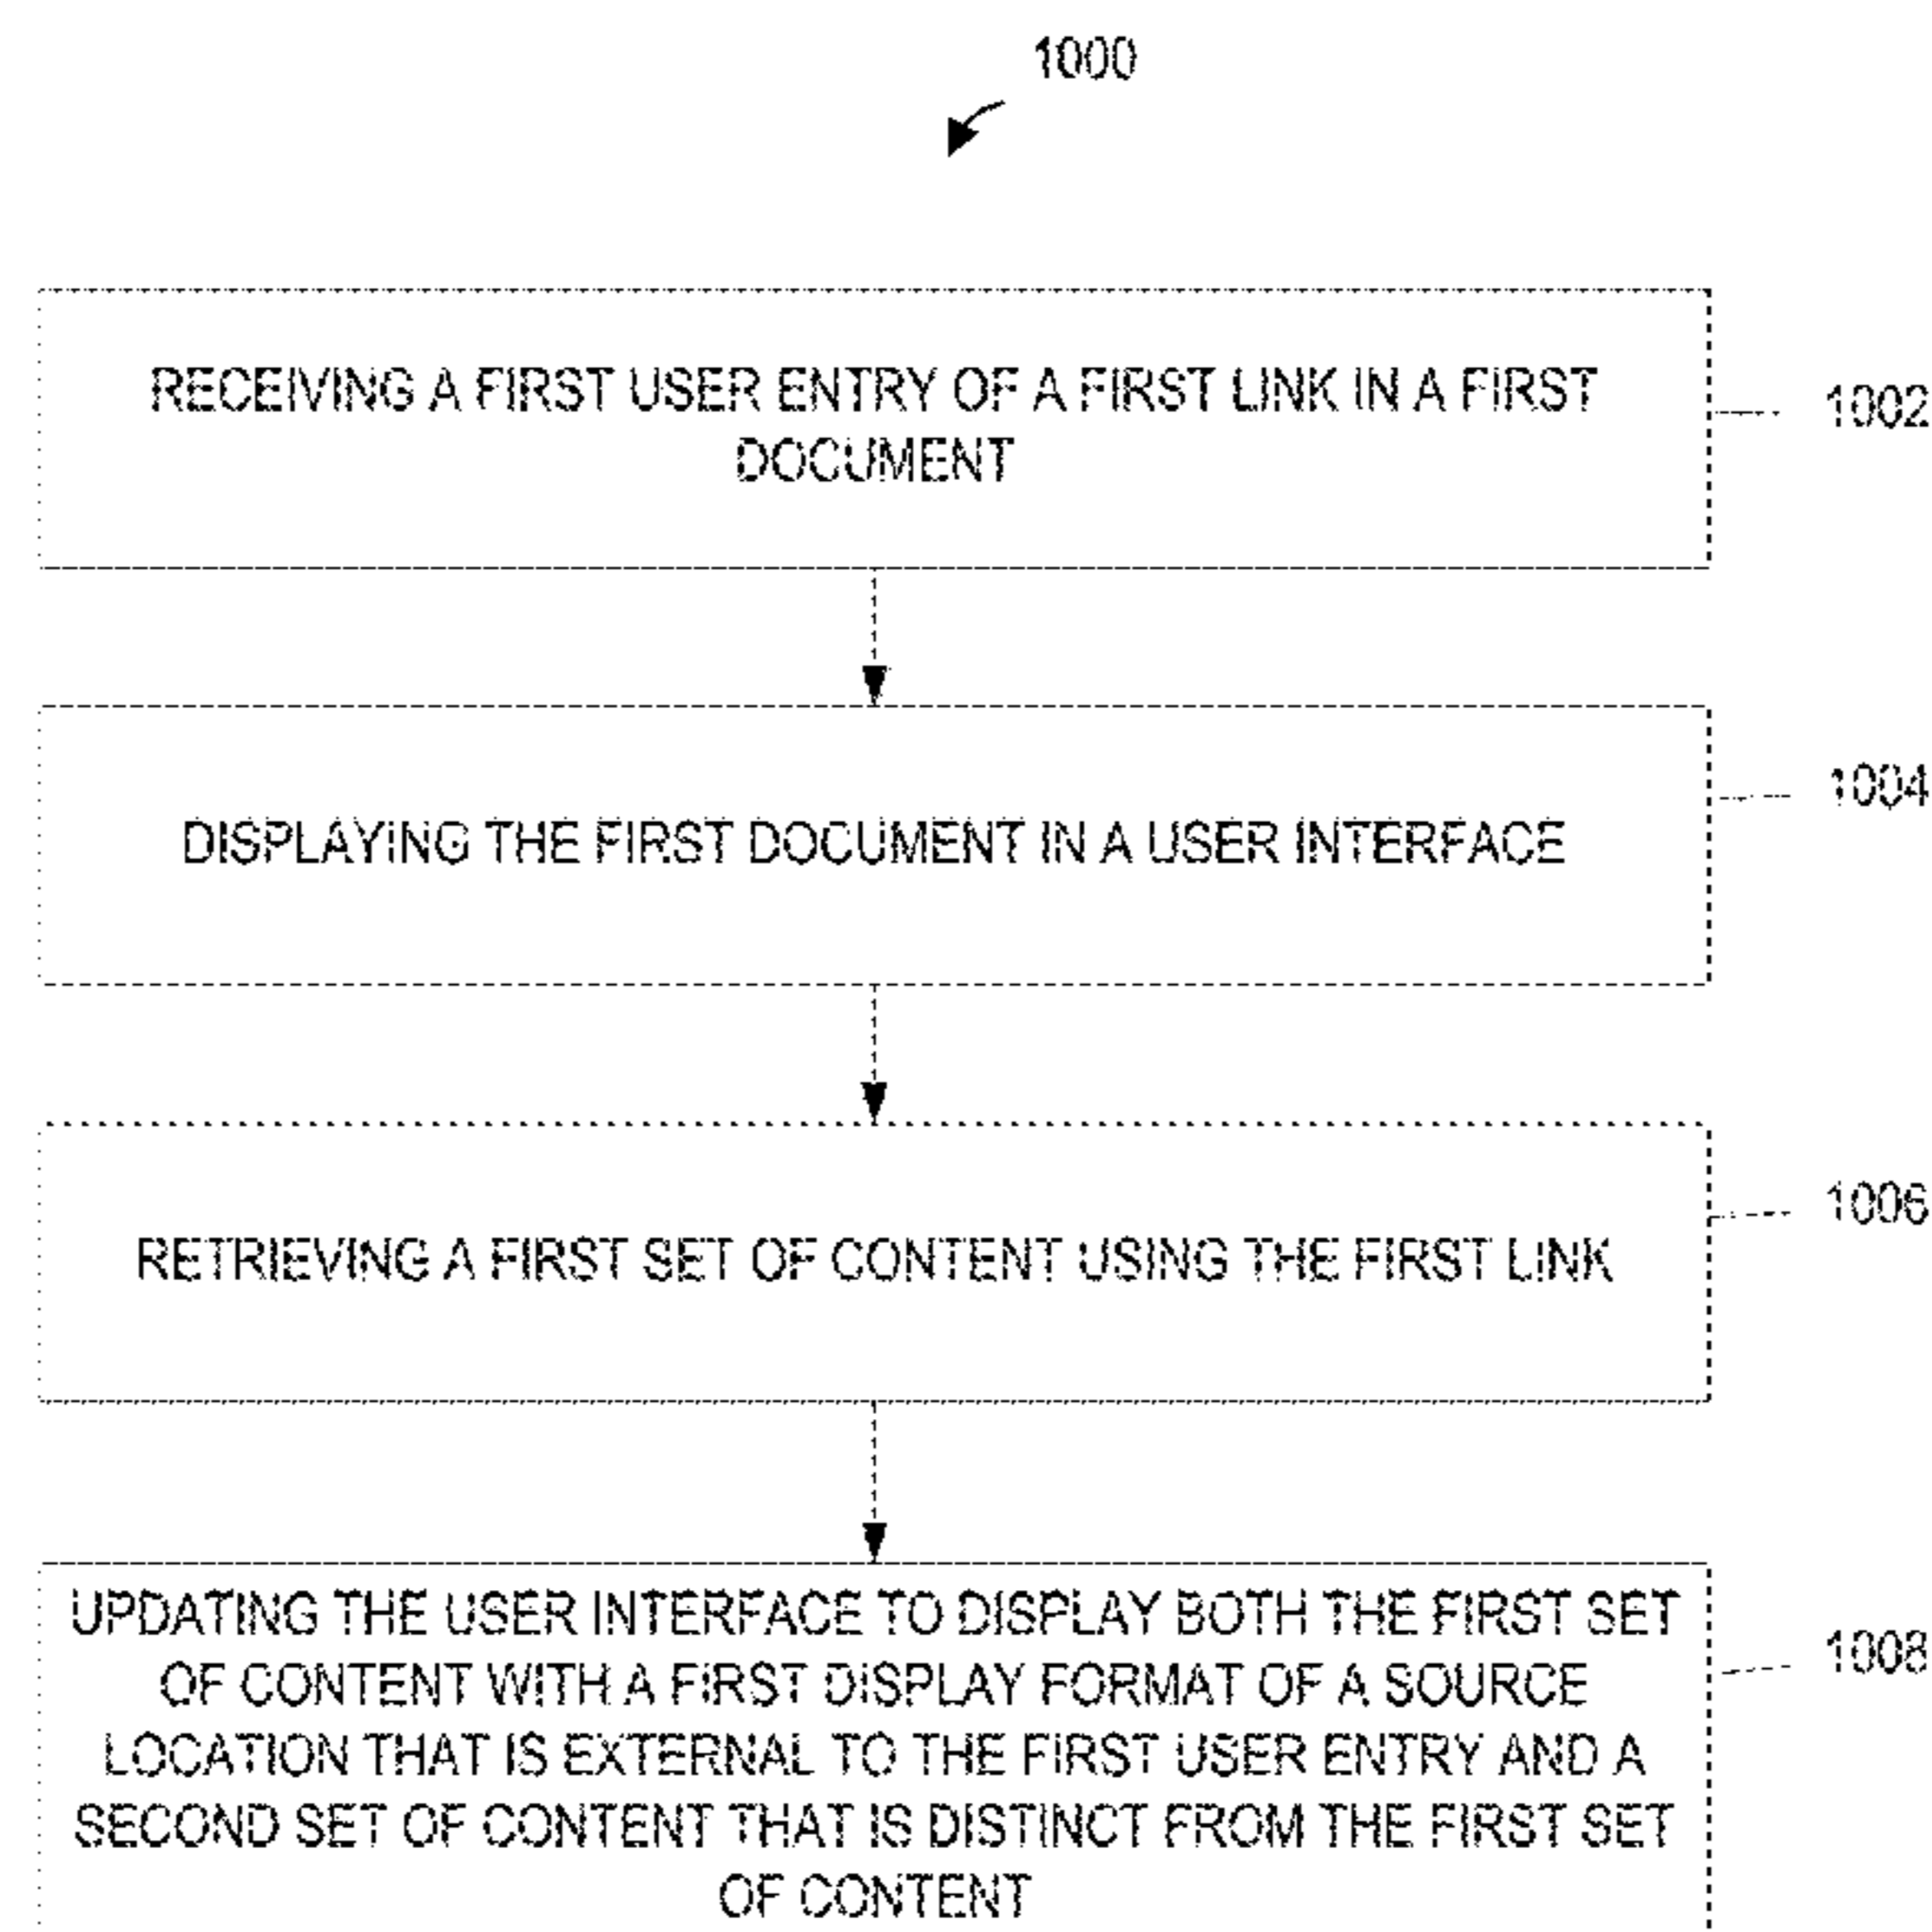 1000
RECEIVING A FIRST USER ENTRY OF A FIRST LINK IN A FIRST
DOCUMENT
1002
DISPLAYING THE FIRST DOCUMENT IN A USER INTERFACE
1004
RETRIEVING A FIRST SET OF CONTENT USING THE FIRST LINK
1006
UPDATING THE USER INTERFACE TO DISPLAY BOTH THE FIRST SET
OF CONTENT WITH A FIRST DISPLAY FORMAT OF A SOURCE
LOCATION THAT IS EXTERNAL TO THE FIRST USER ENTRY AND A
SECOND SET OF CONTENT THAT IS DISTINCT FROM THE FIRST SET
OF CONTENT
1008